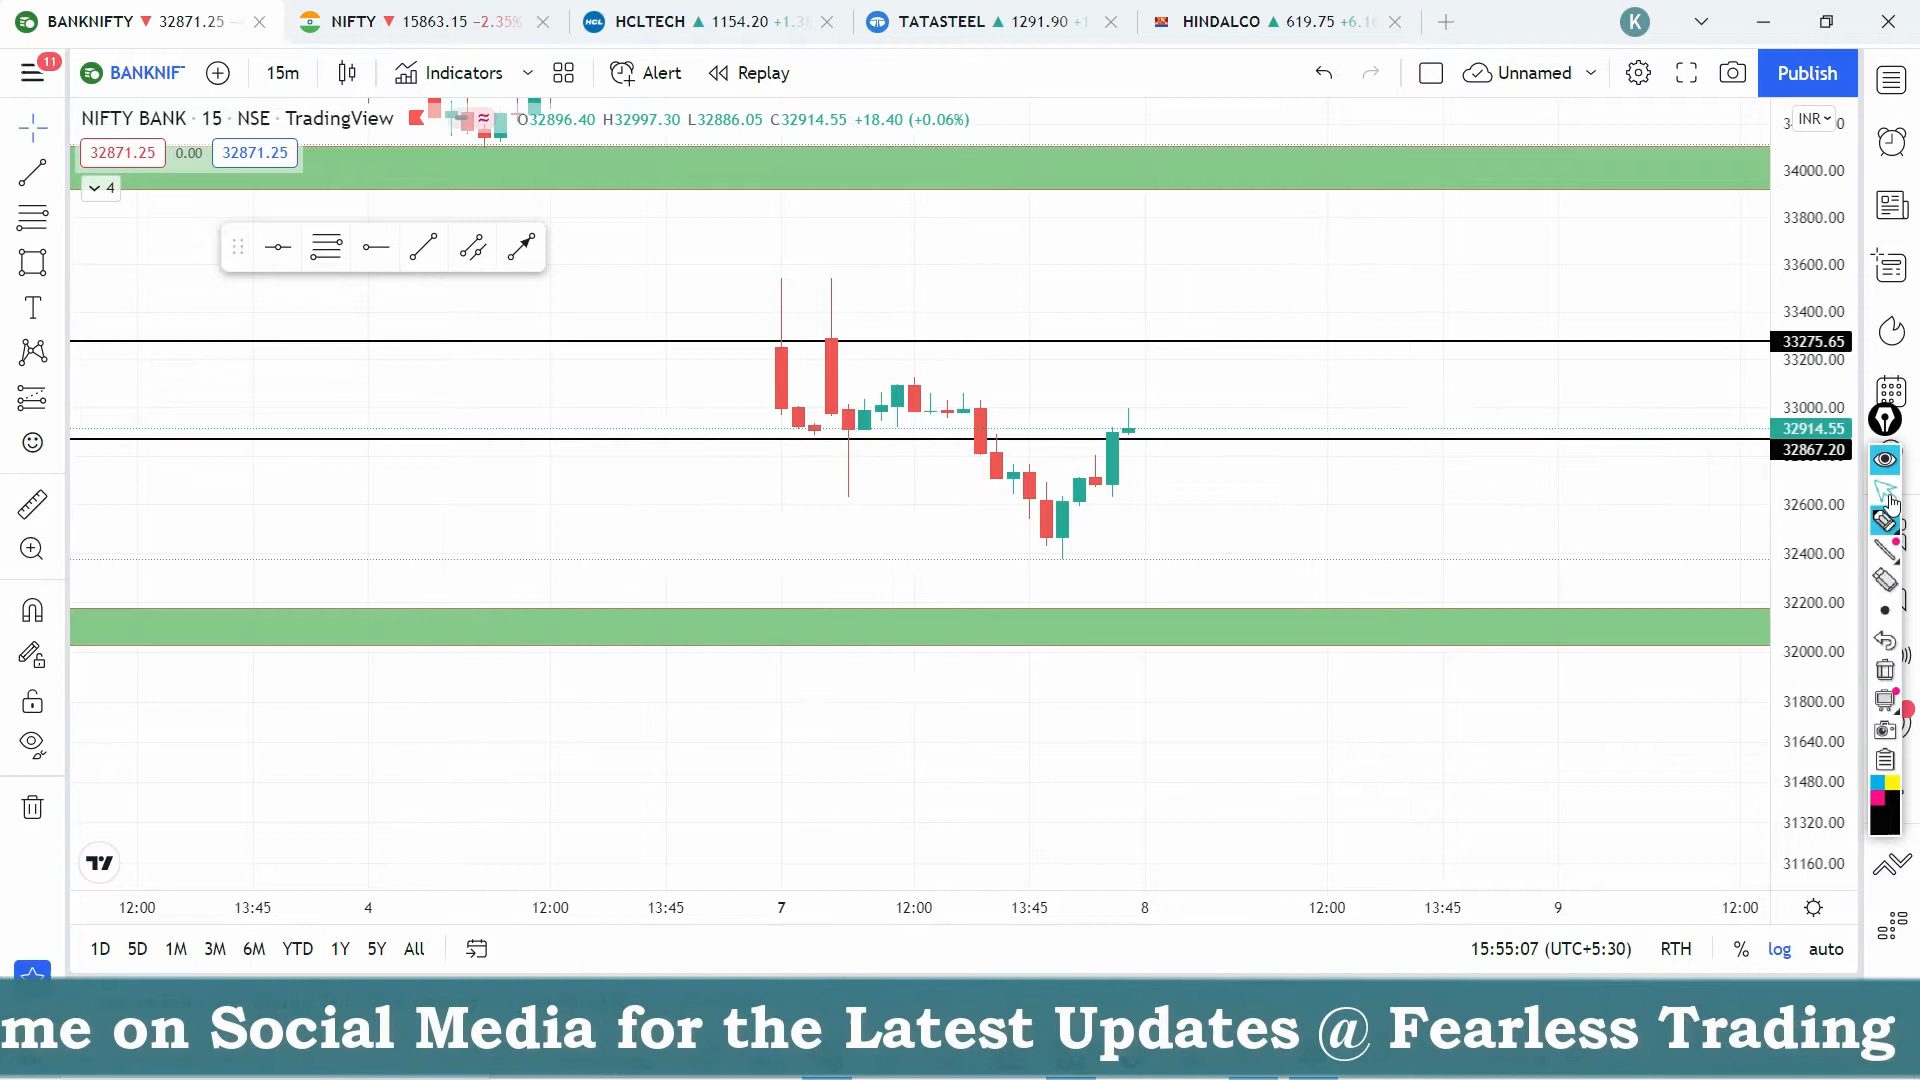 BANKNIFTY ▼ 32871.25
NIFTY ▼ 15863.15 −2.35%
HCLTECH ▲ 1154.20
TATASTEEL ▲ 1291.90
HINDALCO ▲ 619.75
K
11
BANKNIF
15m
Indicators
Alert
Replay
Unnamed
Publish
NIFTY BANK · 15 · NSE · TradingView
O32896.40 H32997.30 L32886.05 C32914.55 +18.40 (+0.06%)
INR
32871.25
0.00
32871.25
4
34000.00
33800.00
33600.00
33400.00
33275.65
33200.00
33000.00
32914.55
32867.20
32600.00
32400.00
32200.00
32000.00
31800.00
31640.00
31480.00
31320.00
31160.00
12:00 13:45 4 12:00 13:45 7 12:00 13:45 8 12:00 13:45 9 12:00
1D 5D 1M 3M 6M YTD 1Y 5Y All
15:55:07 (UTC+5:30) RTH % log auto
me on Social Media for the Latest Updates @ Fearless Trading